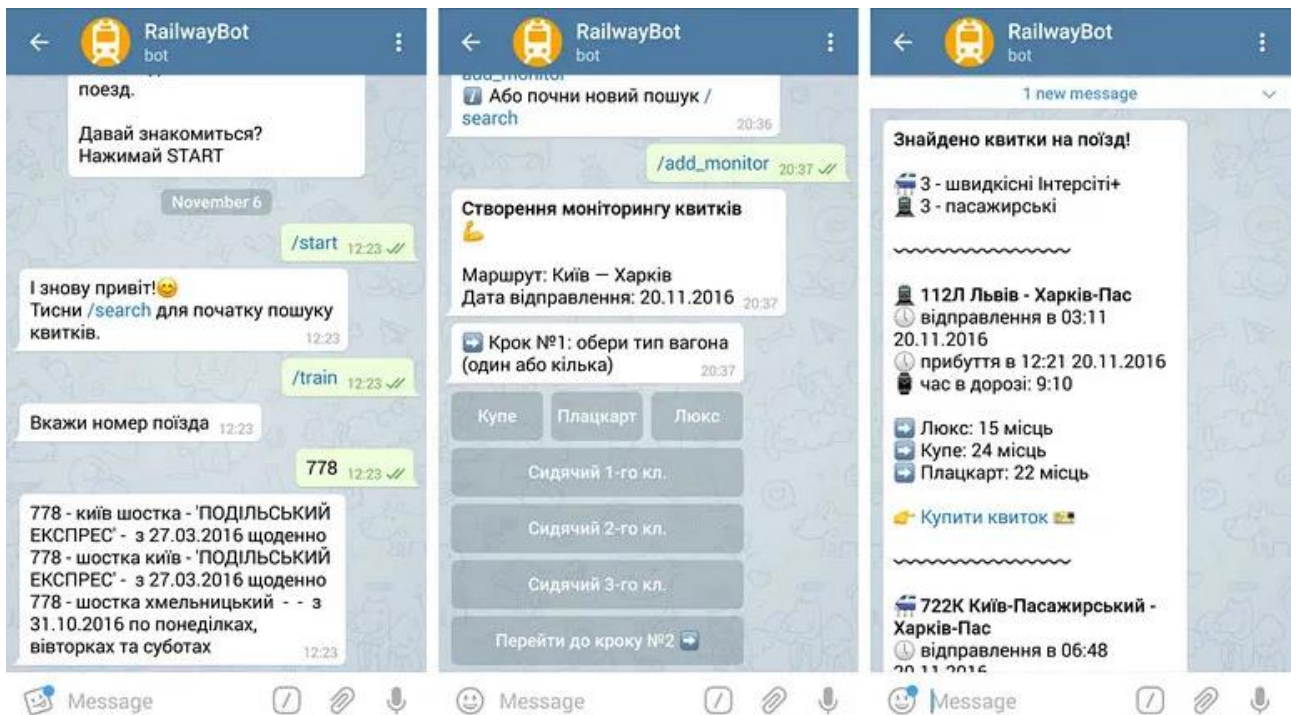 RailwayBot
bot
поезд.
Давай знакомиться?
Нажимай START
November 6
/start 12:23
І знову привіт!
Тисни /search для початку пошуку
квитків. 12:23
/train 12:23
Вкажи номер поїзда 12:23
778 12:23
778 - київ шостка - 'ПОДІЛЬСЬКИЙ
ЕКСПРЕС' - з 27.03.2016 щоденно
778 - шостка київ - 'ПОДІЛЬСЬКИЙ
ЕКСПРЕС' - з 27.03.2016 щоденно
778 - шостка хмельницький - - з
31.10.2016 по понеділках,
вівторках та суботах 12:23
Message
RailwayBot
bot
add_monitor
Або почни новий пошук /
search 20:36
/add_monitor 20:37
Створення моніторингу квитків
Маршрут: Київ — Харків
Дата відправлення: 20.11.2016 20:37
Крок №1: обери тип вагона
(один або кілька) 20:37
Купе Плацкарт Люкс
Сидячий 1-го кл.
Сидячий 2-го кл.
Сидячий 3-го кл.
Перейти до кроку №2
Message
RailwayBot
bot
1 new message
Знайдено квитки на поїзд!
3 - швидкісні Інтерсіті+
3 - пасажирські
112Л Львів - Харків-Пас
відправлення в 03:11
20.11.2016
прибуття в 12:21 20.11.2016
час в дорозі: 9:10
Люкс: 15 місць
Купе: 24 місць
Плацкарт: 22 місць
Купити квиток
722К Київ-Пасажирський -
Харків-Пас
відправлення в 06:48
20.11.2016
Message